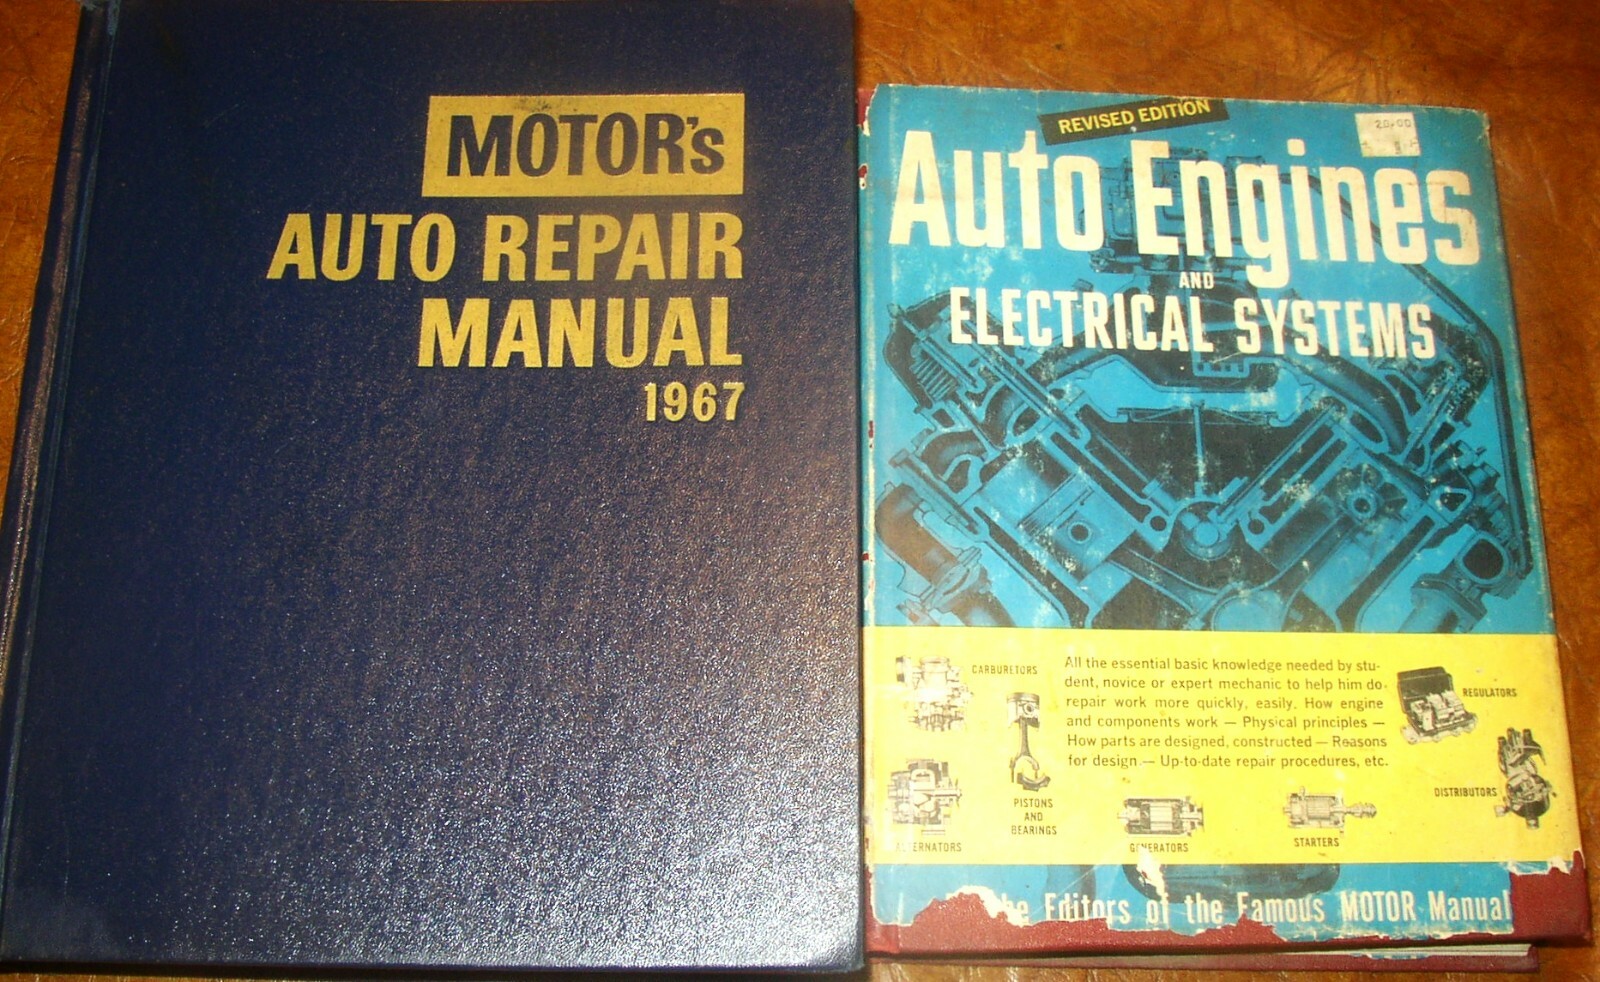 MOTOR's
AUTO REPAIR
MANUAL
1967
REVISED EDITION
20.00
Auto Engines
AND
ELECTRICAL SYSTEMS
CARBURETORS
All the essential basic knowledge needed by stu-
dent, novice or expert mechanic to help him do
repair work more quickly, easily. How engine
and components work — Physical principles —
How parts are designed, constructed — Reasons
for design — Up-to-date repair procedures, etc.
REGULATORS
DISTRIBUTORS
PISTONS
AND
BEARINGS
GENERATORS
STARTERS
Editors of the Famous MOTOR Manual